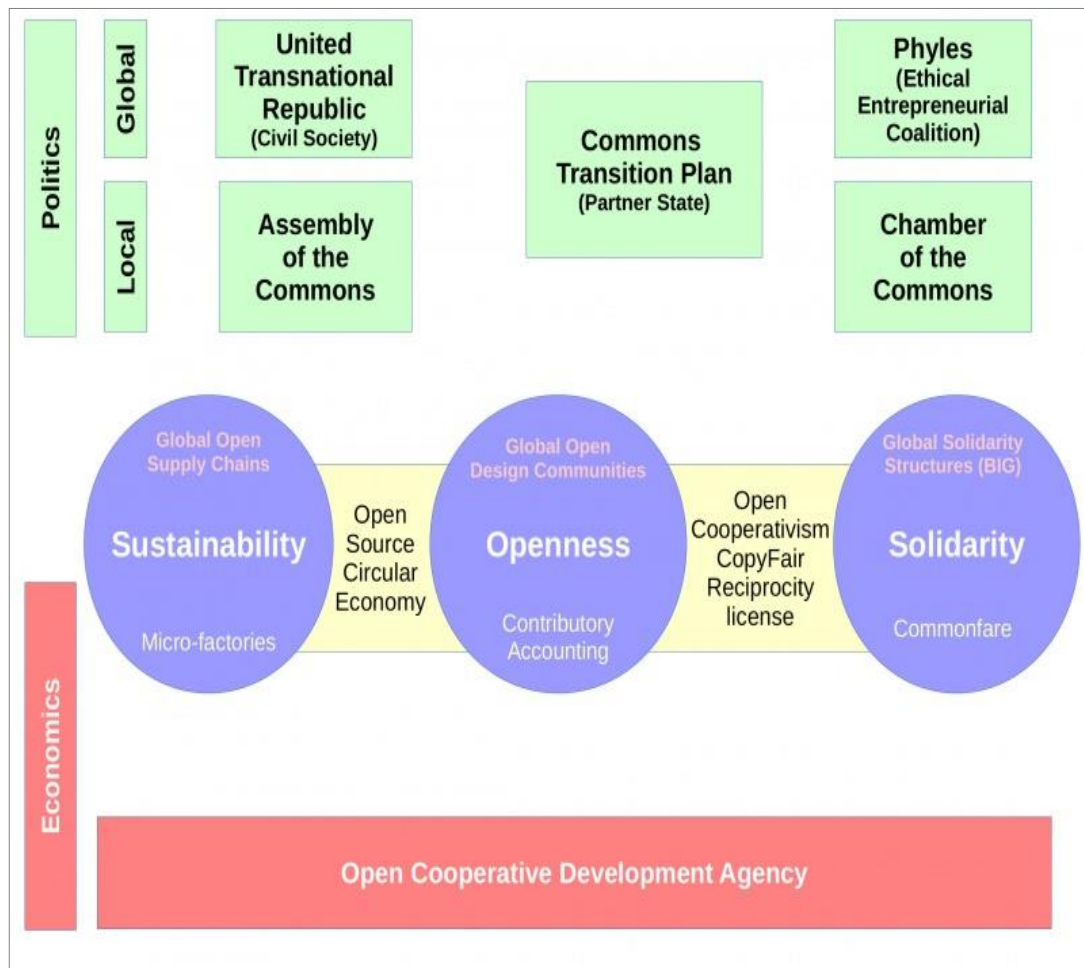 Politics
Global
Local
United
Transnational
Republic
(Civil Society)
Assembly
of the
Commons
Commons
Transition Plan
(Partner State)
Phyles
(Ethical
Entrepreneurial
Coalition)
Chamber
of the
Commons
Global Open
Supply Chains
Sustainability
Micro-factories
Open
Source
Circular
Economy
Global Open
Design Communities
Openness
Contributory
Accounting
Open
Cooperativism
CopyFair
Reciprocity
license
Global Solidarity
Structures (BIG)
Solidarity
Commonfare
Economics
Open Cooperative Development Agency